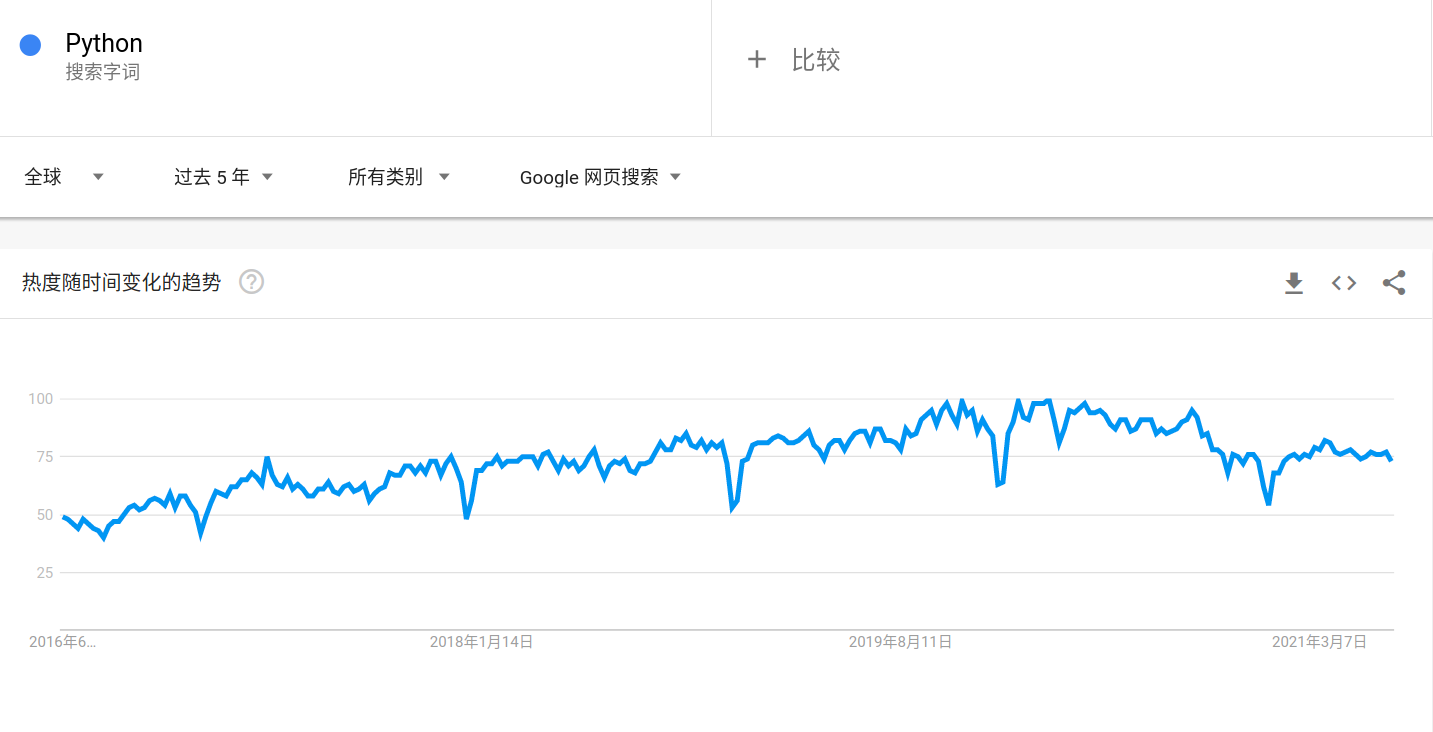 Python
搜索字词
+ 比较
全球 过去 5 年 所有类别 Google 网页搜索
热度随时间变化的趋势 ?
100
75
50
25
2016年6... 2018年1月14日 2019年8月11日 2021年3月7日